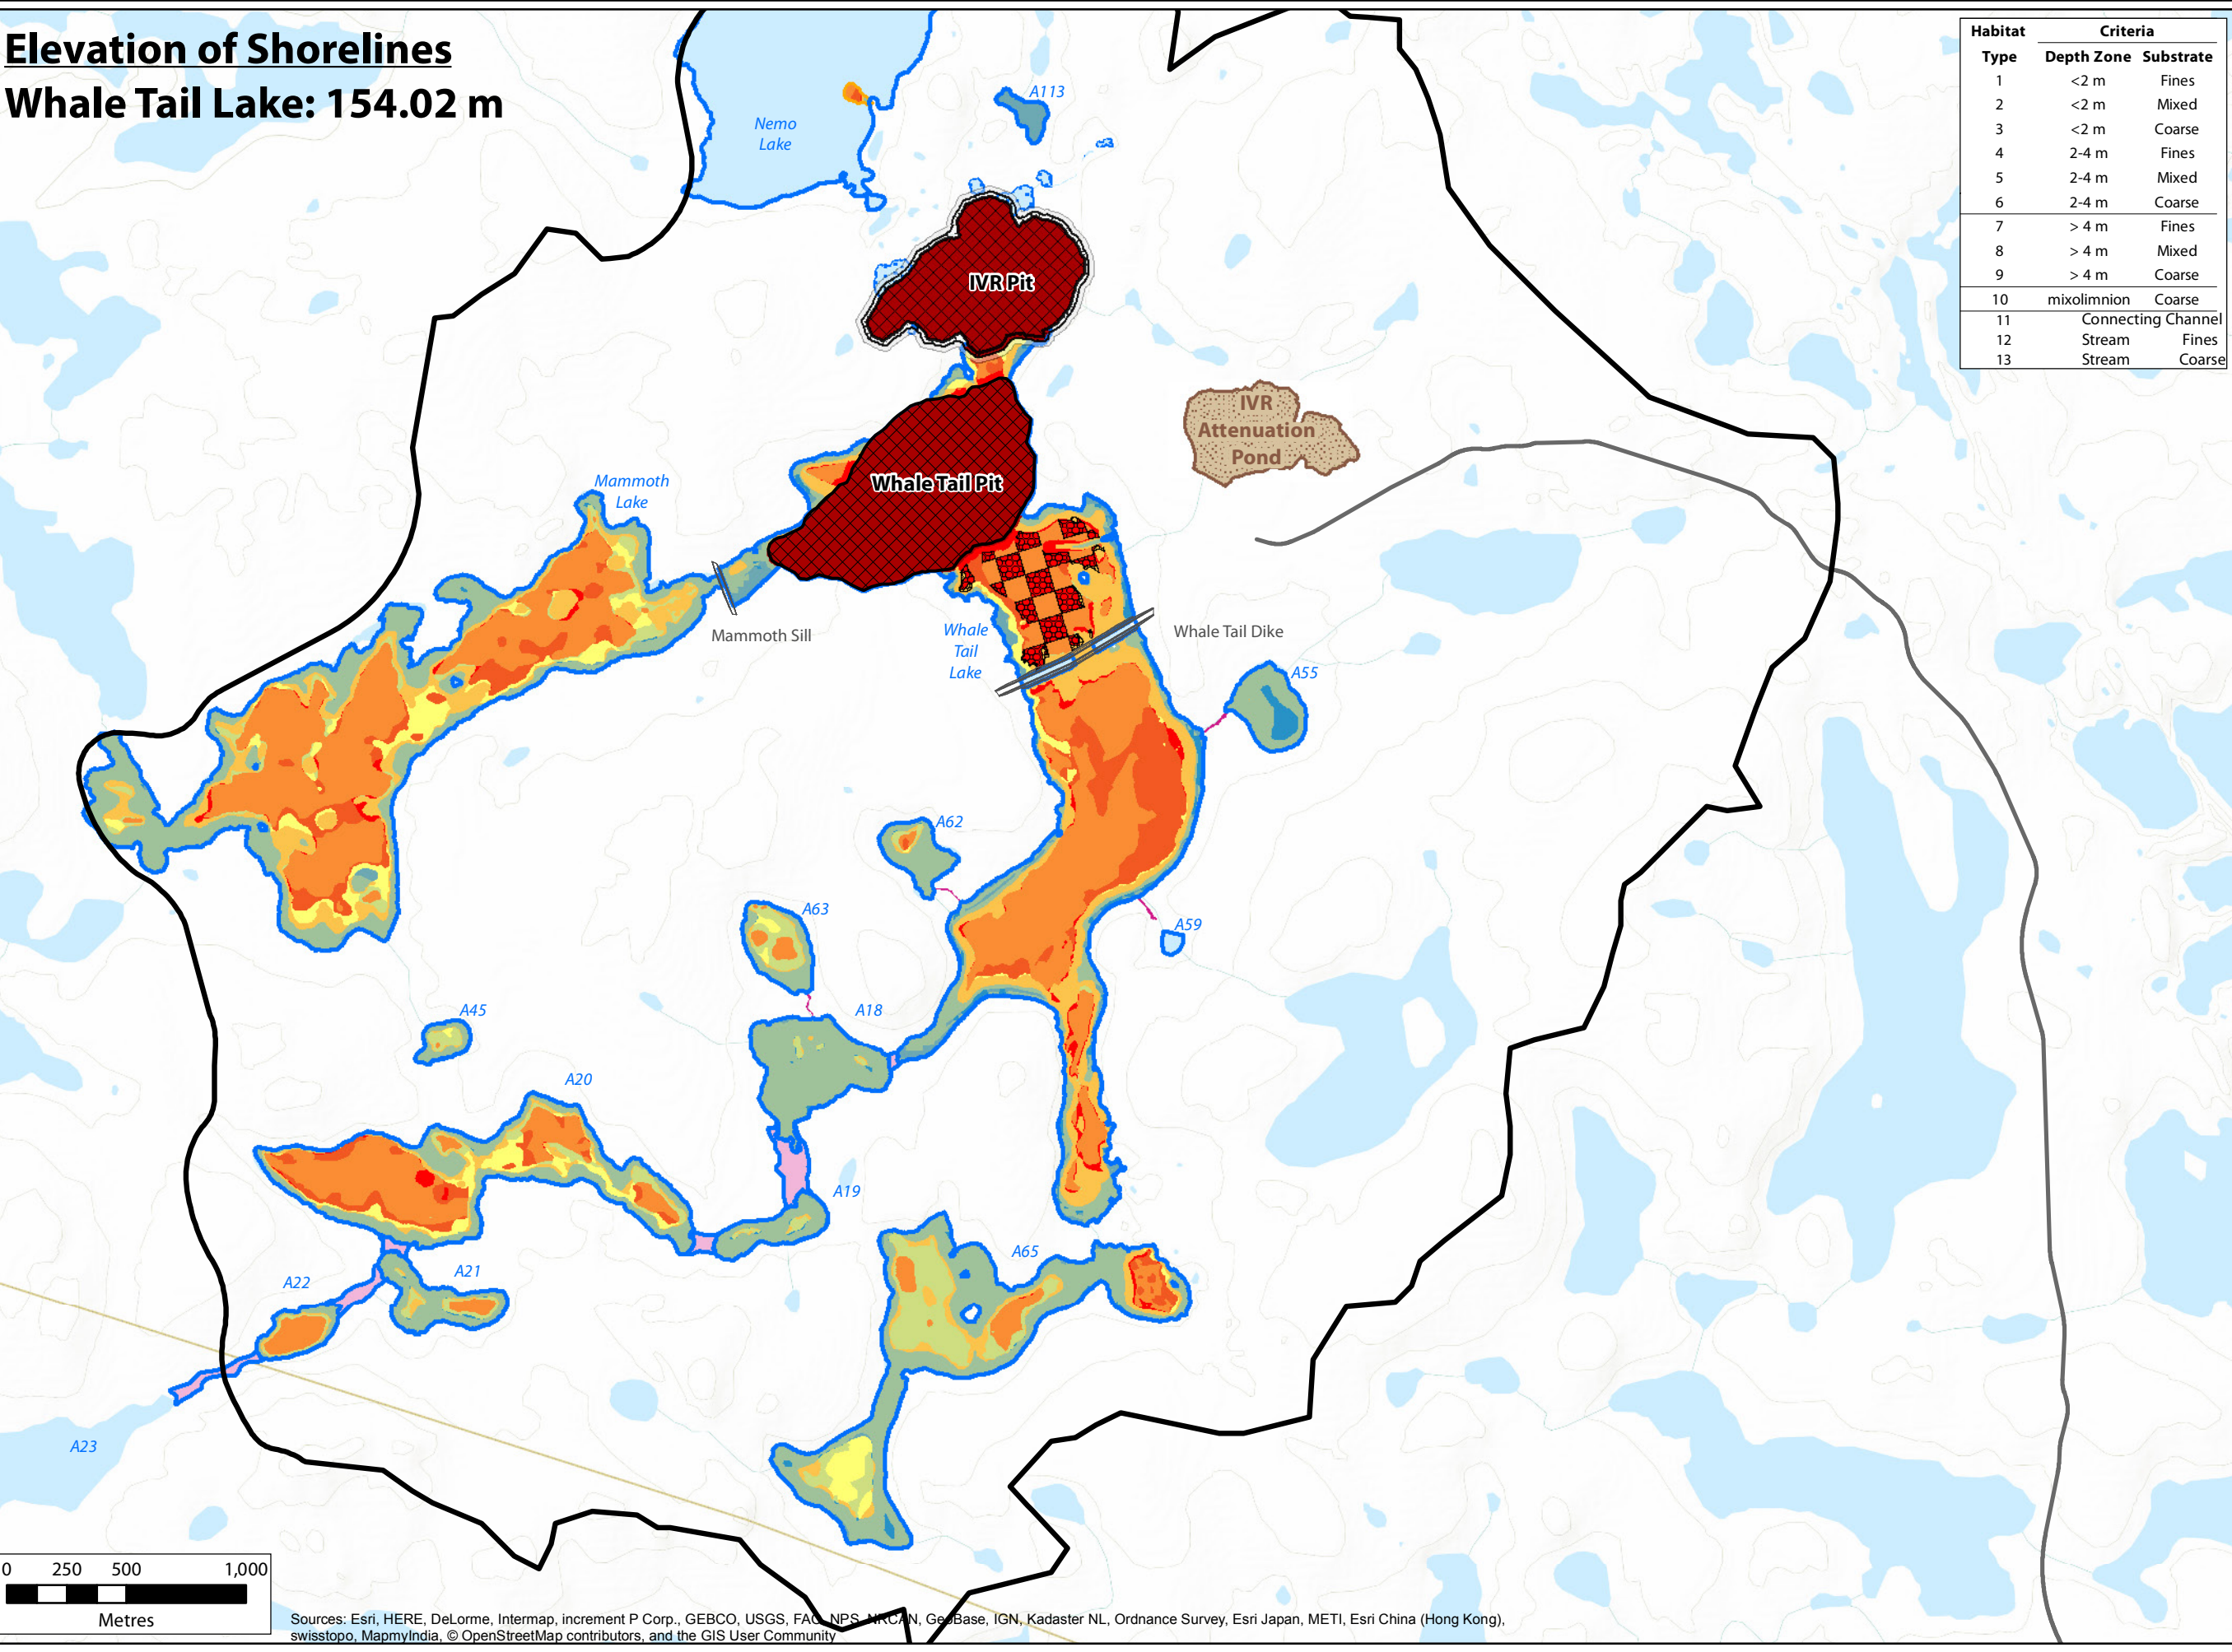 Elevation of Shorelines
Whale Tail Lake: 154.02 m
Habitat Criteria
Type Depth Zone Substrate
1 <2 m Fines
2 <2 m Mixed
3 <2 m Coarse
4 2-4 m Fines
5 2-4 m Mixed
6 2-4 m Coarse
7 > 4 m Fines
8 > 4 m Mixed
9 > 4 m Coarse
10 mixolimnion Coarse
11 Connecting Channel
12 Stream Fines
13 Stream Coarse
A113
Nemo
Lake
IVR Pit
IVR
Attenuation
Pond
Whale Tail Pit
Mammoth
Lake
Mammoth Sill
Whale
Tail
Lake
Whale Tail Dike
A55
A62
A63
A59
A18
A45
A20
A19
A65
A22
A21
A23
0 250 500 1,000
Metres
Sources: Esri, HERE, DeLorme, Intermap, increment P Corp., GEBCO, USGS, FAO, NPS, NRCAN, GeoBase, IGN, Kadaster NL, Ordnance Survey, Esri Japan, METI, Esri China (Hong Kong),
swisstopo, MapmyIndia, © OpenStreetMap contributors, and the GIS User Community